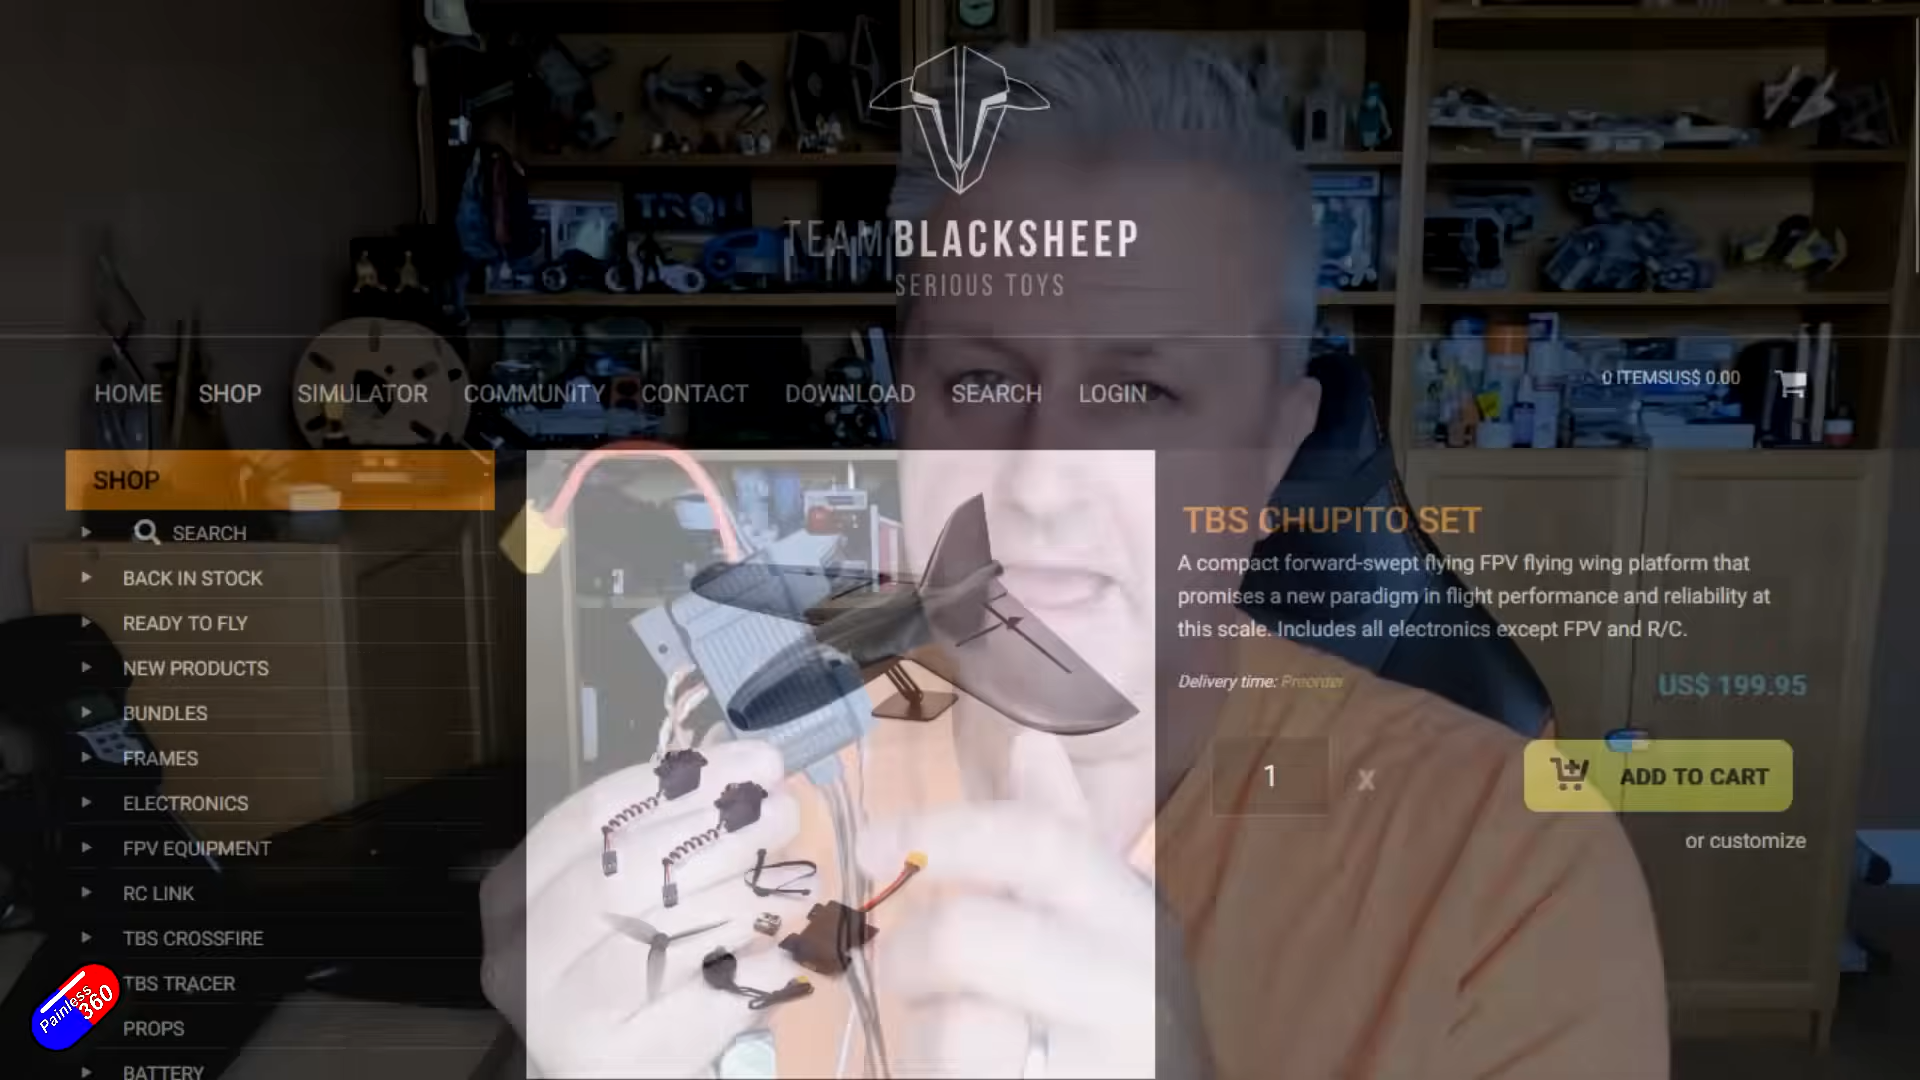 TRON
TEAMBLACKSHEEP
SERIOUS TOYS
HOME SHOP SIMULATOR COMMUNITY CONTACT DOWNLOAD SEARCH LOGIN
0 ITEMSUS$ 0.00
SHOP
SEARCH
BACK IN STOCK
READY TO FLY
NEW PRODUCTS
BUNDLES
FRAMES
ELECTRONICS
FPV EQUIPMENT
RC LINK
TBS CROSSFIRE
TBS TRACER
PROPS
BATTERY
TBS CHUPITO SET
A compact forward-swept flying FPV flying wing platform that
promises a new paradigm in flight performance and reliability at
this scale. Includes all electronics except FPV and R/C.
Delivery time: Preorder
US$ 199.95
1 x
ADD TO CART
or customize
Painless
360